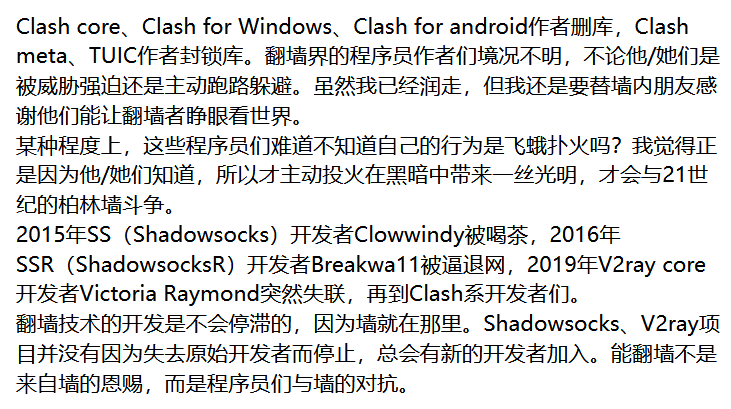 Clash core、Clash for Windows、Clash for android作者删库，Clash
meta、TUIC作者封锁库。翻墙界的程序员作者们境况不明，不论他/她们是
被威胁强迫还是主动跑路躲避。虽然我已经润走，但我还是要替墙内朋友感
谢他们能让翻墙者睁眼看世界。
某种程度上，这些程序员们难道不知道自己的行为是飞蛾扑火吗？我觉得正
是因为他/她们知道，所以才主动投火在黑暗中带来一丝光明，才会与21世
纪的柏林墙斗争。
2015年SS（Shadowsocks）开发者Clowwindy被喝茶，2016年
SSR（ShadowsocksR）开发者Breakwa11被逼退网，2019年V2ray core
开发者Victoria Raymond突然失联，再到Clash系开发者们。
翻墙技术的开发是不会停滞的，因为墙就在那里。Shadowsocks、V2ray项
目并没有因为失去原始开发者而停止，总会有新的开发者加入。能翻墙不是
来自墙的恩赐，而是程序员们与墙的对抗。